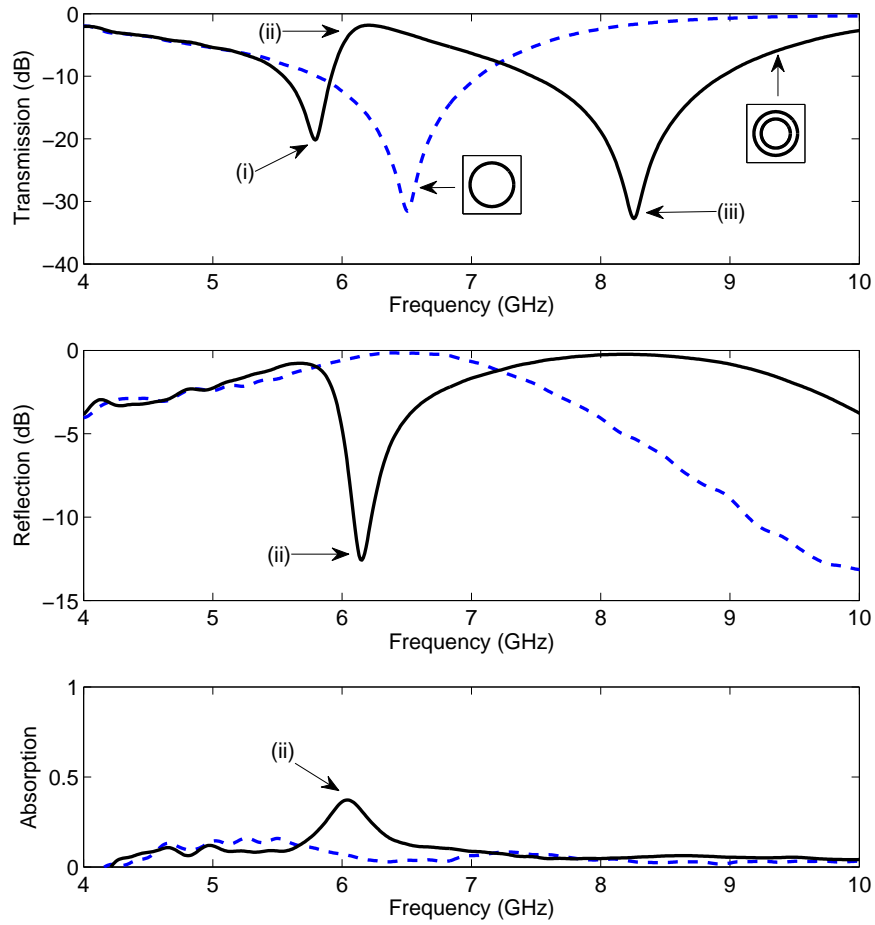 0
−10
−20
−30
−40
Transmission (dB)
(i)
(ii)
(iii)
4 5 6 7 8 9 10
Frequency (GHz)
0
−5
−10
−15
Reflection (dB)
(ii)
4 5 6 7 8 9 10
Frequency (GHz)
1
0.5
0
Absorption
(ii)
4 5 6 7 8 9 10
Frequency (GHz)